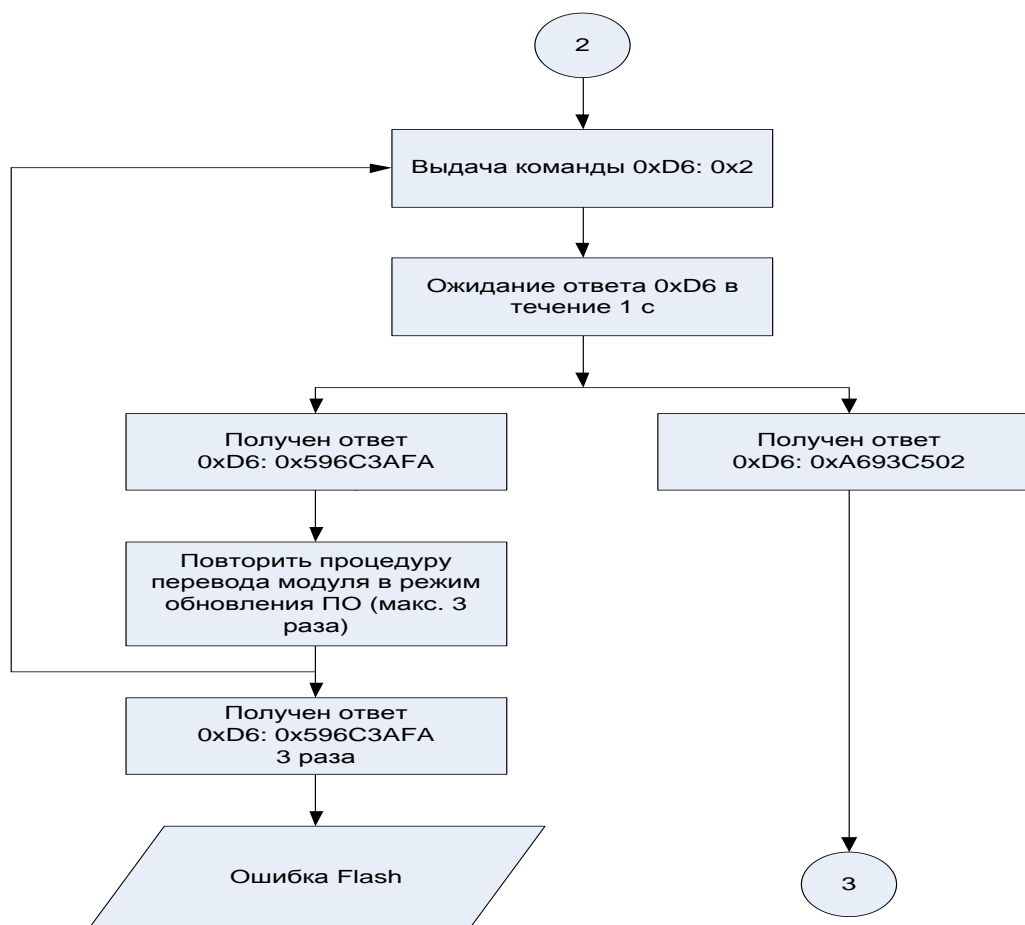 2
Выдача команды 0xD6: 0x2
Ожидание ответа 0xD6 в
течение 1 с
Получен ответ
0xD6: 0x596C3AFA
Получен ответ
0xD6: 0xA693C502
Повторить процедуру
перевода модуля в режим
обновления ПО (макс. 3
раза)
Получен ответ
0xD6: 0x596C3AFA
3 раза
Ошибка Flash
3